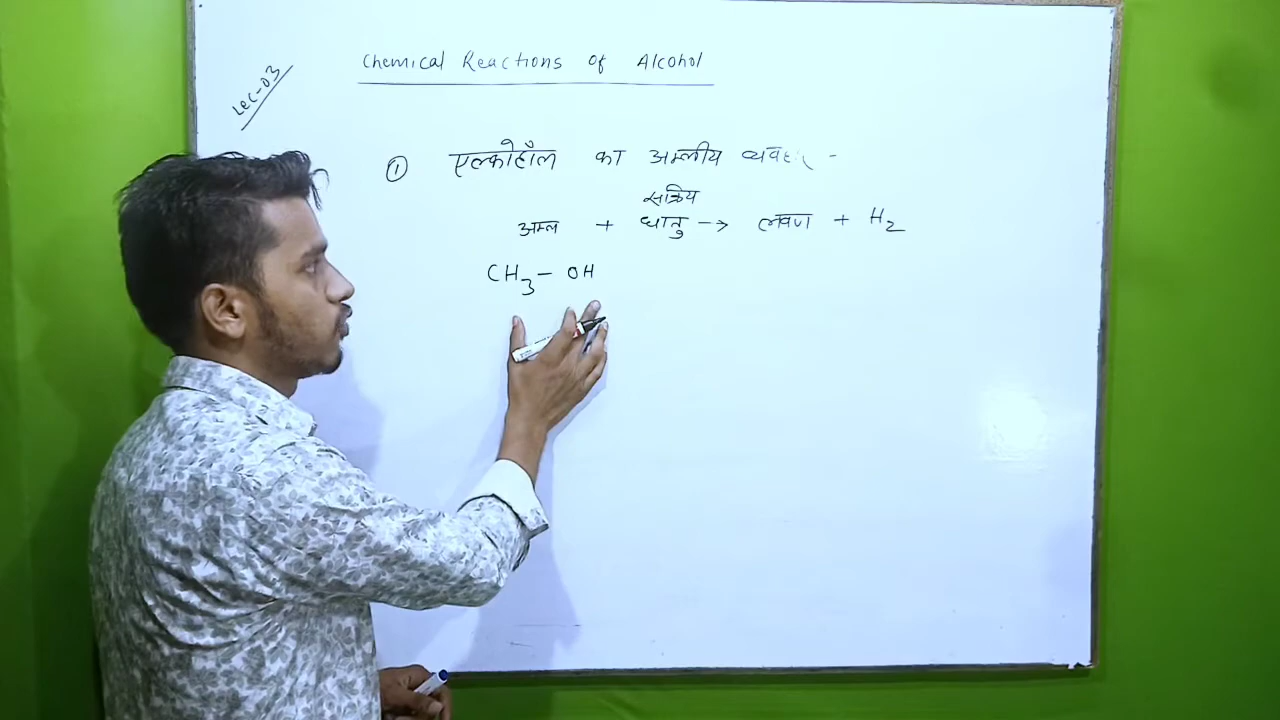 Lec-03
Chemical Reactions of Alcohol
① एल्कोहॉल का अम्लीय व्यवहार -
सक्रिय
अम्ल + धातु → लवण + H₂
CH₃ - OH